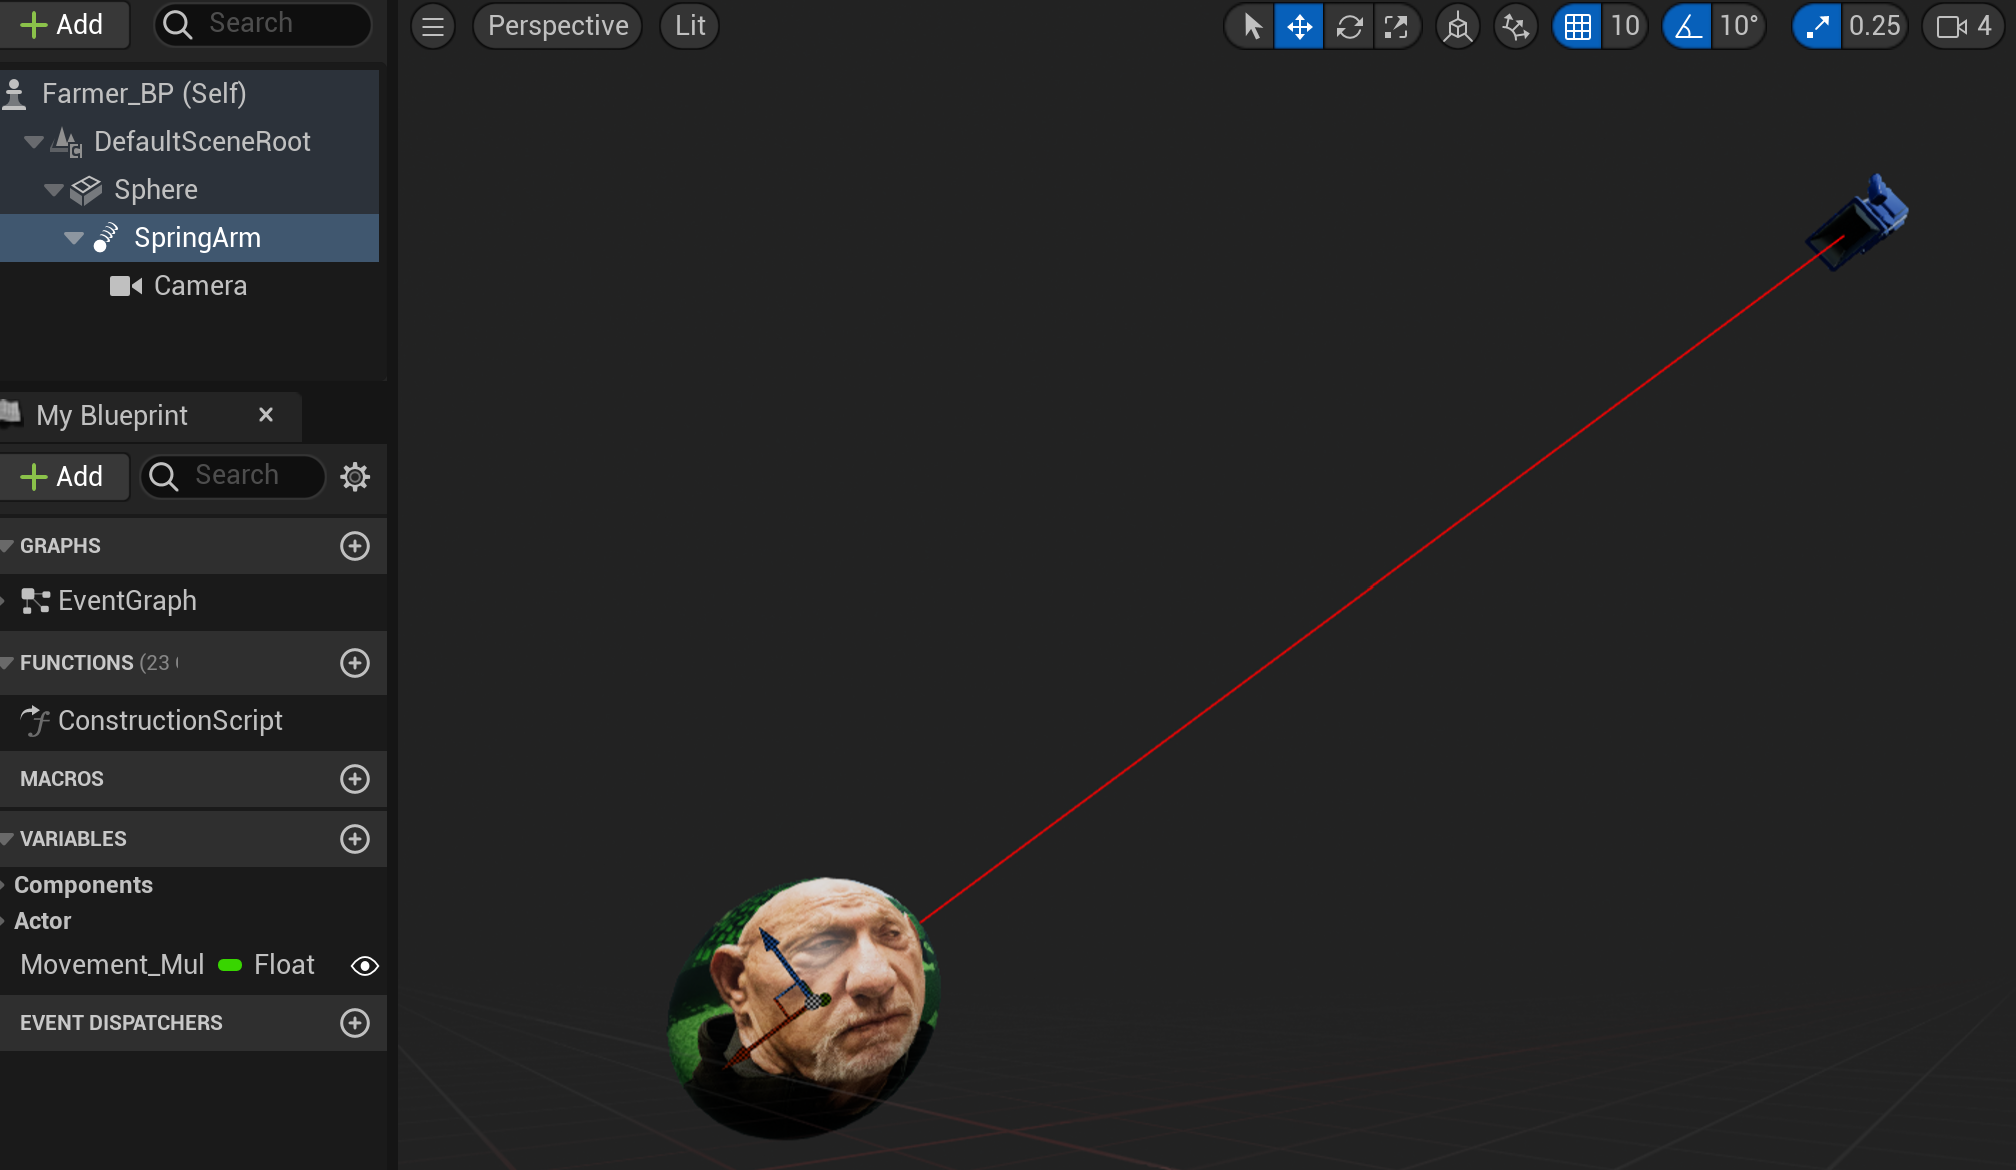 Add
Search
Perspective
Lit
10
10°
0.25
4
Farmer_BP (Self)
DefaultSceneRoot
Sphere
SpringArm
Camera
My Blueprint
Add
Search
GRAPHS
EventGraph
FUNCTIONS (23
ConstructionScript
MACROS
VARIABLES
Components
Actor
Movement_Mul Float
EVENT DISPATCHERS